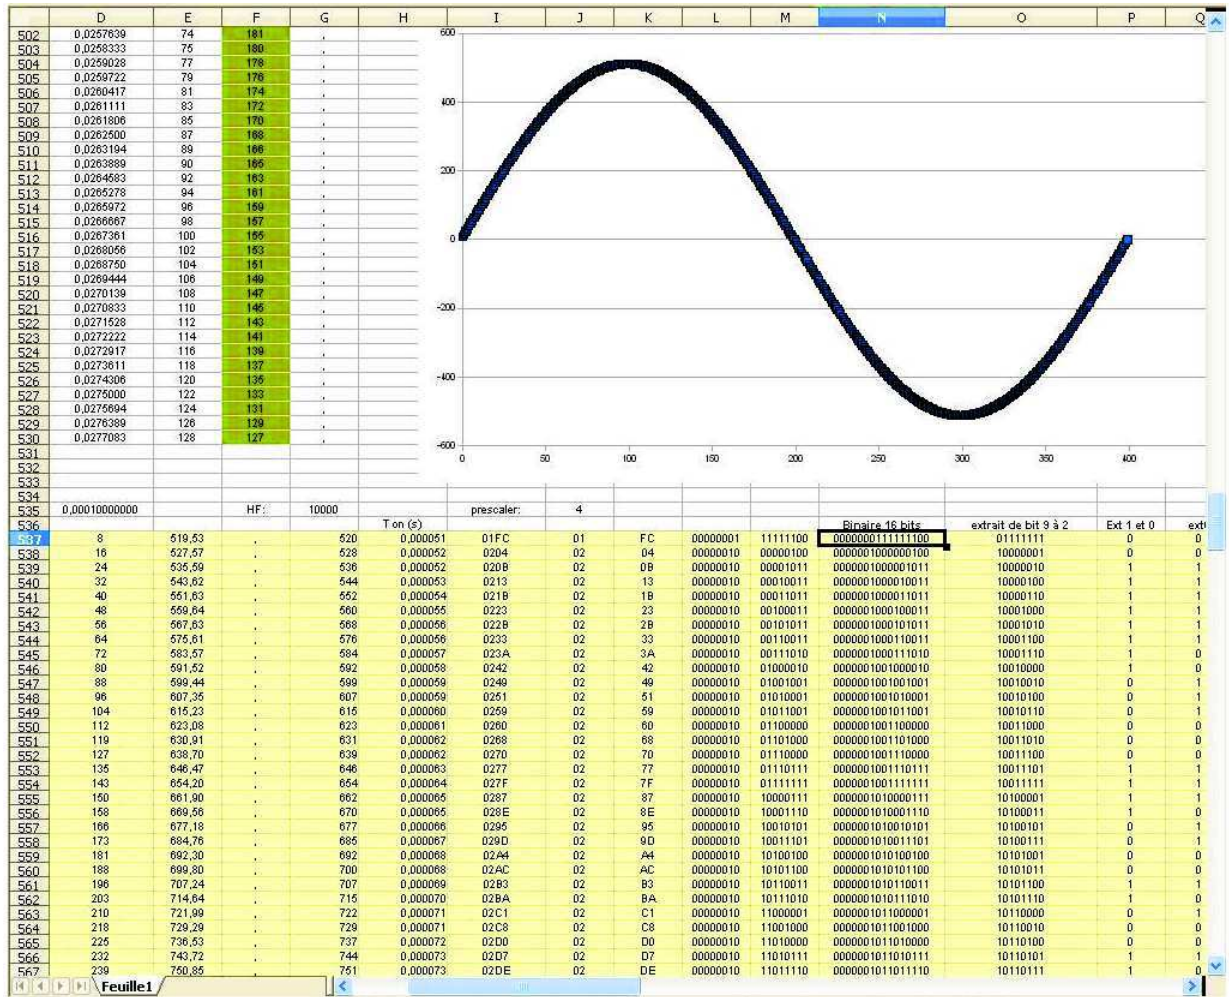 D E F G H I J K L M N O P Q
502 0,0257639 74 181 ,
503 0,0258333 75 180 ,
504 0,0259028 77 178 ,
505 0,0259722 79 176 ,
506 0,0260417 81 174 ,
507 0,0261111 83 172 ,
508 0,0261806 85 170 ,
509 0,0262500 87 168 ,
510 0,0263194 89 166 ,
511 0,0263889 90 165 ,
512 0,0264583 92 163 ,
513 0,0265278 94 161 ,
514 0,0265972 96 159 ,
515 0,0266667 98 157 ,
516 0,0267361 100 155 ,
517 0,0268056 102 153 ,
518 0,0268750 104 151 ,
519 0,0269444 106 149 ,
520 0,0270139 108 147 ,
521 0,0270833 110 145 ,
522 0,0271528 112 143 ,
523 0,0272222 114 141 ,
524 0,0272917 116 139 ,
525 0,0273611 118 137 ,
526 0,0274306 120 135 ,
527 0,0275000 122 133 ,
528 0,0275694 124 131 ,
529 0,0276389 126 129 ,
530 0,0277083 128 127 ,
600
400
200
0
-200
-400
-600
0 50 100 150 200 250 300 350 400
531
532
533
534
535 0,00010000000 HF: 10000 prescaler: 4
536 Ton (s) Binaire 16 bits extrait de bit 9 à 2 Ext 1 et 0 ext
537 8 519,53 , 520 0,000051 01FC 01 FC 00000001 11111100 0000000111111100 01111111 0 0
538 16 527,57 , 528 0,000052 0204 02 04 00000010 00000100 0000001000000100 10000001 0 0
539 24 535,59 , 536 0,000052 020B 02 0B 00000010 00001011 0000001000001011 10000010 1 1
540 32 543,62 , 544 0,000053 0213 02 13 00000010 00010011 0000001000010011 10000100 1 1
541 40 551,63 , 552 0,000054 021B 02 1B 00000010 00011011 0000001000011011 10000110 1 1
542 48 559,64 , 560 0,000055 0223 02 23 00000010 00100011 0000001000100011 10001000 1 1
543 56 567,63 , 568 0,000056 022B 02 2B 00000010 00101011 0000001000101011 10001010 1 1
544 64 575,61 , 576 0,000056 0233 02 33 00000010 00110011 0000001000110011 10001100 1 1
545 72 583,57 , 584 0,000057 023A 02 3A 00000010 00111010 0000001000111010 10001110 1 0
546 80 591,52 , 592 0,000058 0242 02 42 00000010 01000010 0000001001000010 10010000 1 0
547 88 599,44 , 599 0,000059 0249 02 49 00000010 01001001 0000001001001001 10010010 0 1
548 96 607,35 , 607 0,000059 0251 02 51 00000010 01010001 0000001001010001 10010100 0 1
549 104 615,23 , 615 0,000060 0259 02 59 00000010 01011001 0000001001011001 10010110 0 1
550 112 623,08 , 623 0,000061 0260 02 60 00000010 01100000 0000001001100000 10011000 0 0
551 119 630,91 , 631 0,000062 0268 02 68 00000010 01101000 0000001001101000 10011010 0 0
552 127 638,70 , 639 0,000062 0270 02 70 00000010 01110000 0000001001110000 10011100 0 0
553 135 646,47 , 646 0,000063 0277 02 77 00000010 01110111 0000001001110111 10011101 1 1
554 143 654,20 , 654 0,000064 027F 02 7F 00000010 01111111 0000001001111111 10011111 1 1
555 150 661,90 , 662 0,000065 0287 02 87 00000010 10000111 0000001010000111 10100001 1 1
556 158 669,56 , 670 0,000065 028E 02 8E 00000010 10001110 0000001010001110 10100011 1 0
557 166 677,18 , 677 0,000066 0295 02 95 00000010 10010101 0000001010010101 10100101 0 1
558 173 684,76 , 685 0,000067 029D 02 9D 00000010 10011101 0000001010011101 10100111 0 1
559 181 692,30 , 692 0,000068 02A4 02 A4 00000010 10100100 0000001010100100 10101001 0 0
560 188 699,80 , 700 0,000068 02AC 02 AC 00000010 10101100 0000001010101100 10101011 0 0
561 196 707,24 , 707 0,000069 02B3 02 B3 00000010 10110011 0000001010110011 10101100 1 1
562 203 714,64 , 715 0,000070 02BA 02 BA 00000010 10111010 0000001010111010 10101110 1 0
563 210 721,99 , 722 0,000071 02C1 02 C1 00000010 11000001 0000001011000001 10110000 0 1
564 218 729,29 , 729 0,000071 02C8 02 C8 00000010 11001000 0000001011001000 10110010 0 0
565 225 736,53 , 737 0,000072 02D0 02 D0 00000010 11010000 0000001011010000 10110100 0 0
566 232 743,72 , 744 0,000073 02D7 02 D7 00000010 11010111 0000001011010111 10110101 1 1
567 239 750,85 , 751 0,000073 02DE 02 DE 00000010 11011110 0000001011011110 10110111 1 0
Feuille1